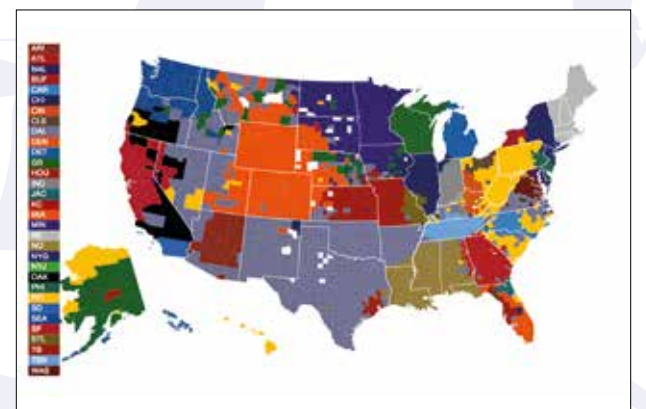 ARI
ATL
BAL
BUF
CAR
CHI
CIN
CLE
DAL
DEN
DET
GB
HOU
IND
JAC
KC
MIA
MIN
NE
NO
NYG
NYJ
OAK
PHI
PIT
SD
SEA
SF
STL
TB
TEN
WAS